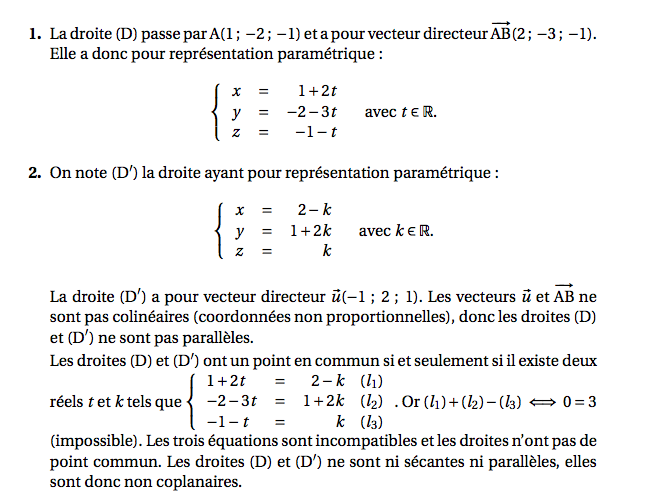 1. La droite (D) passe par A(1 ; −2 ; −1) et a pour vecteur directeur A⃗B⃗(2 ; −3 ; −1).
Elle a donc pour représentation paramétrique :
x = 1+2t
y = −2−3t avec t ∈ ℝ.
z = −1−t
2. On note (D′) la droite ayant pour représentation paramétrique :
x = 2−k
y = 1+2k avec k ∈ ℝ.
z = k
La droite (D′) a pour vecteur directeur u⃗(−1 ; 2 ; 1). Les vecteurs u⃗ et A⃗B⃗ ne
sont pas colinéaires (coordonnées non proportionnelles), donc les droites (D)
et (D′) ne sont pas parallèles.
Les droites (D) et (D′) ont un point en commun si et seulement si il existe deux
1+2t = 2−k (l₁)
réels t et k tels que { −2−3t = 1+2k (l₂) . Or (l₁)+(l₂)−(l₃) ⟺ 0=3
−1−t = k (l₃)
(impossible). Les trois équations sont incompatibles et les droites n'ont pas de
point commun. Les droites (D) et (D′) ne sont ni sécantes ni parallèles, elles
sont donc non coplanaires.